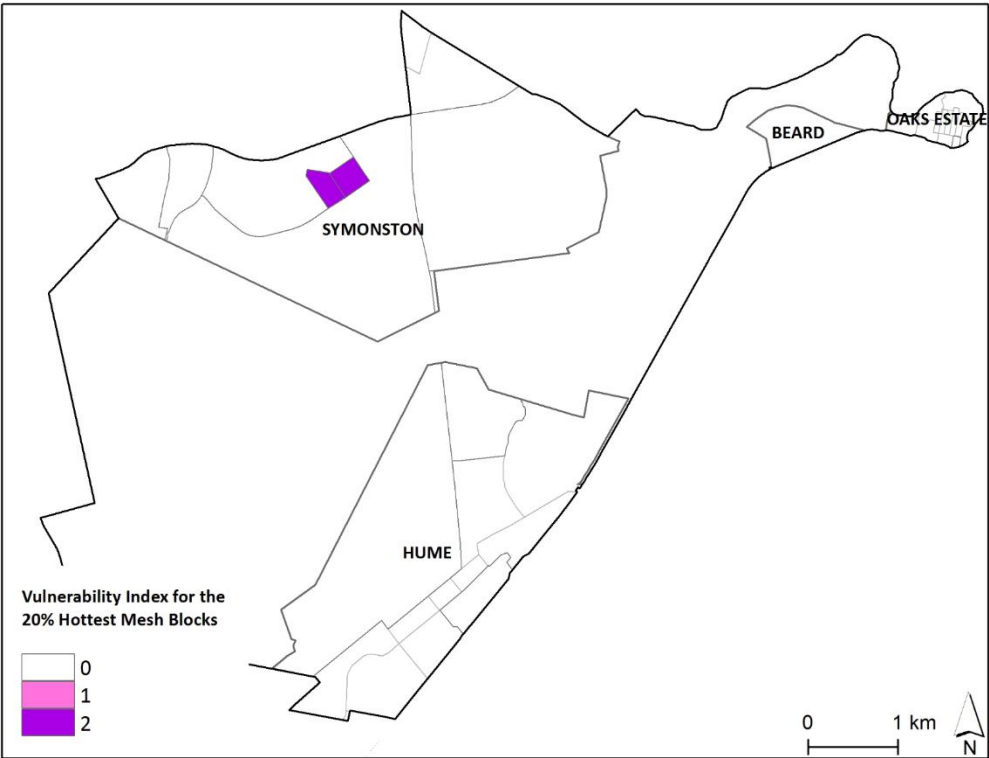 OAKS ESTATE
BEARD
SYMONSTON
HUME
Vulnerability Index for the
20% Hottest Mesh Blocks
0
1
2
0 1 km
N